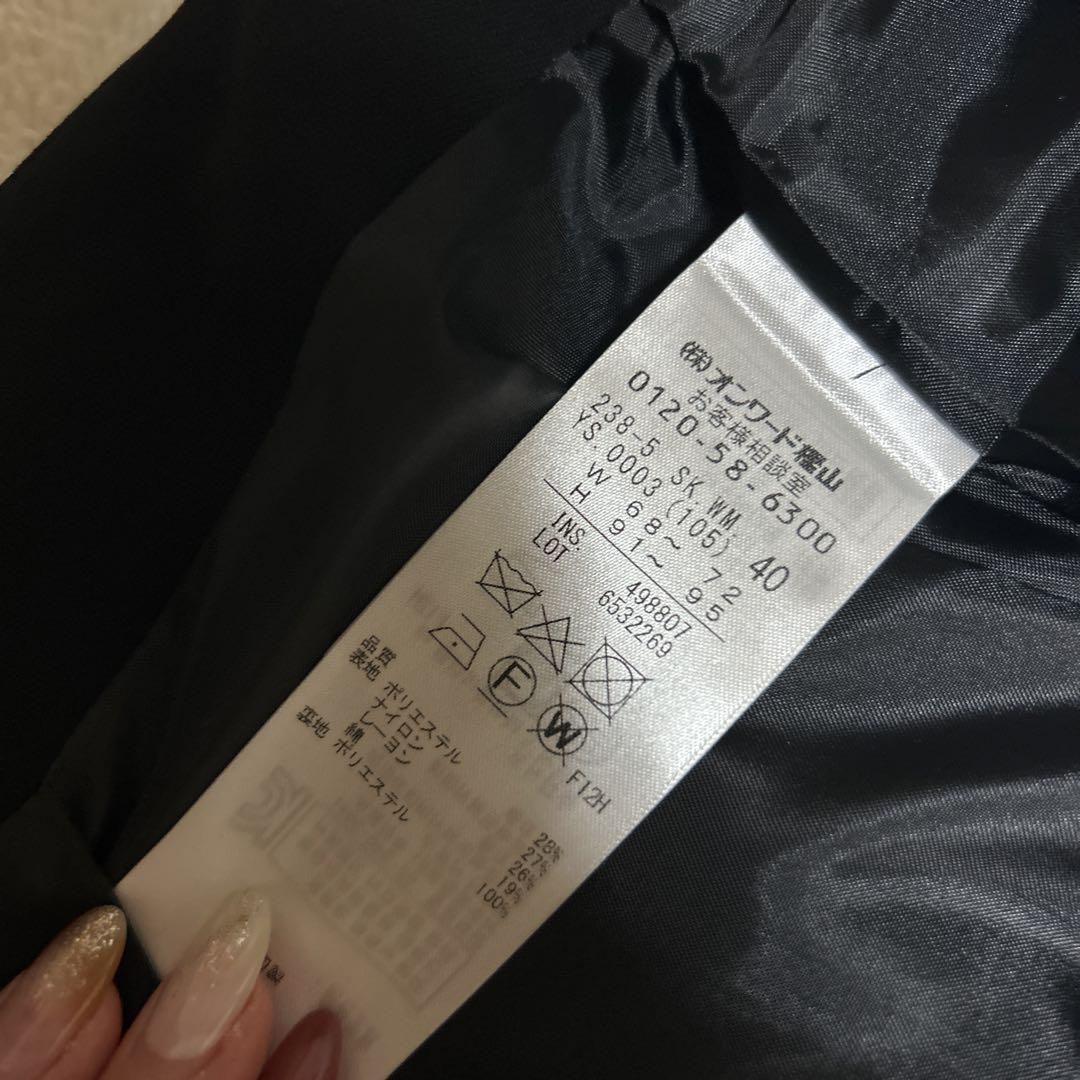 (株)オンワード樫山
お客様相談室
0120-58-6300
238-5 SK.WM.
YS.0003 (105) 40
W 68~ 72
H 91~ 95
INS. 498807
LOT 6532269
F W
F12H
品質
表地 ポリエステル 28%
ナイロン 27%
レーヨン 26%
綿 19%
裏地 ポリエステル 100%